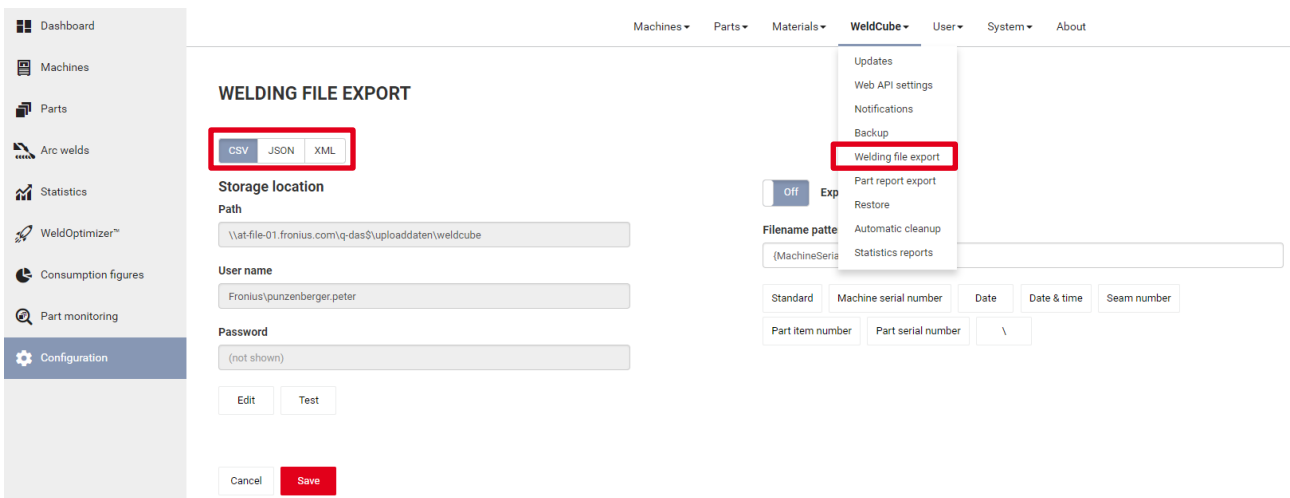 Dashboard
Machines
Parts
Arc welds
Statistics
WeldOptimizer™
Consumption figures
Part monitoring
Configuration
Machines Parts Materials WeldCube User System About
Updates
Web API settings
Notifications
Backup
Welding file export
Part report export
Restore
Automatic cleanup
Statistics reports
WELDING FILE EXPORT
CSV JSON XML
Storage location
Path
\\at-file-01.fronius.com\q-das$\uploaddaten\weldcube
User name
Fronius\punzenberger.peter
Password
(not shown)
Edit Test
Cancel Save
Off Exp
Filename patte
{MachineSeria
Standard Machine serial number Date Date & time Seam number
Part item number Part serial number \